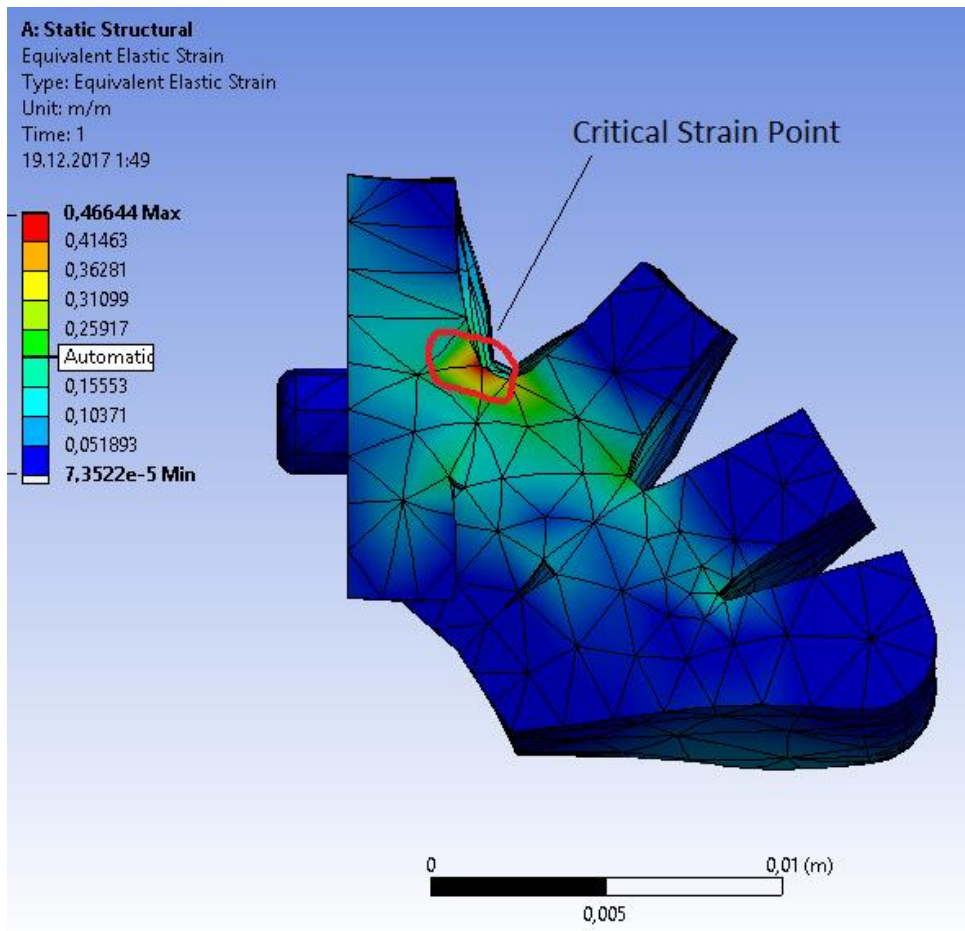 A: Static Structural
Equivalent Elastic Strain
Type: Equivalent Elastic Strain
Unit: m/m
Time: 1
19.12.2017 1:49
Critical Strain Point
0,46644 Max
0,41463
0,36281
0,31099
0,25917
Automatic
0,15553
0,10371
0,051893
7,3522e-5 Min
0
0,01 (m)
0,005